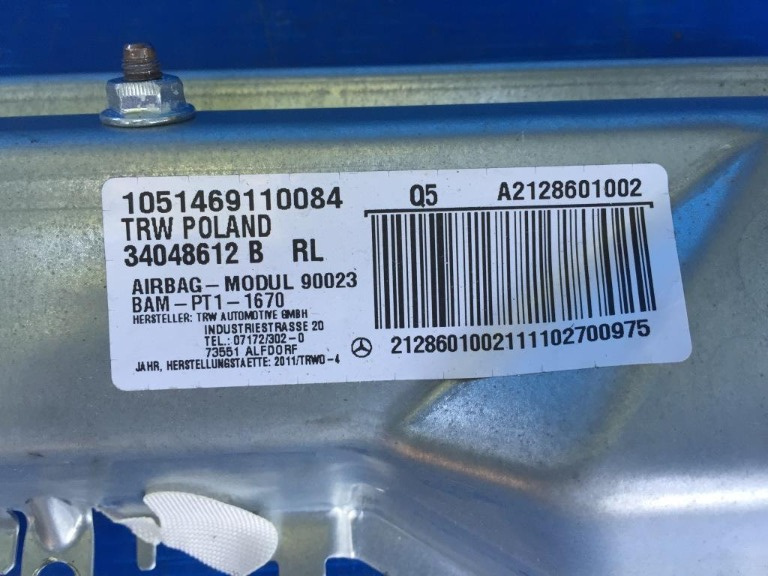 1051469110084 Q5 A2128601002
TRW POLAND
34048612 B RL
AIRBAG-MODUL 90023
BAM-PT1-1670
HERSTELLER: TRW AUTOMOTIVE GMBH
INDUSTRIESTRASSE 20
TEL.: 07172/302-0
73551 ALFDORF
2128601002111102700975
JAHR, HERSTELLUNGSTAETTE: 2011/TRWO-4